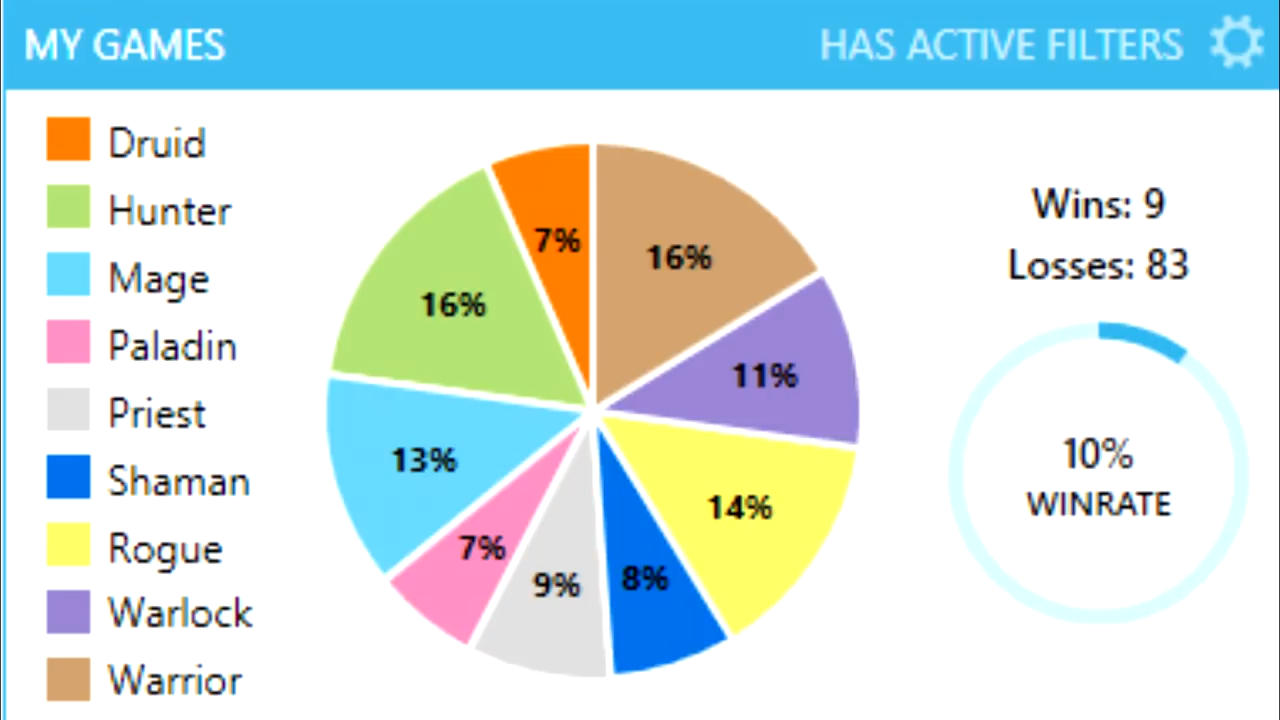 MY GAMES
HAS ACTIVE FILTERS
Druid
Hunter
Mage
Paladin
Priest
Shaman
Rogue
Warlock
Warrior
7%
16%
16%
11%
13%
14%
7%
9%
8%
Wins: 9
Losses: 83
10%
WINRATE